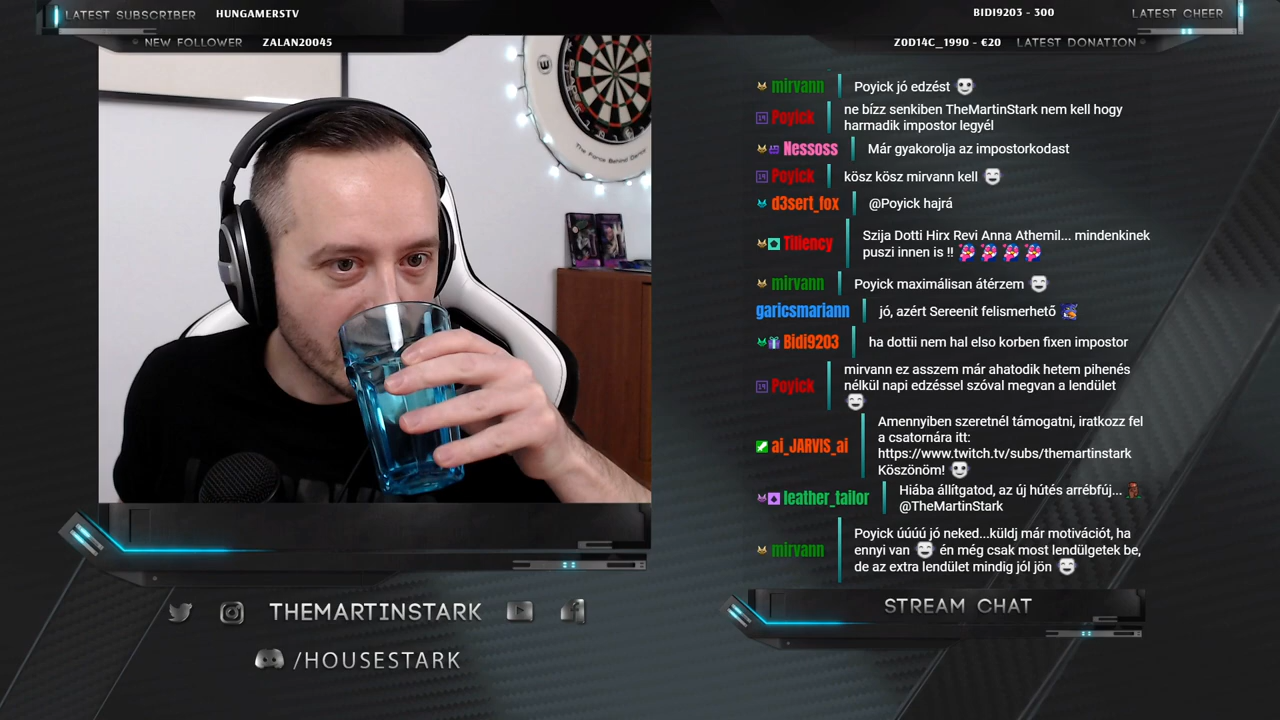 LATEST SUBSCRIBER
HUNGAMERSTV
BIDI9203 - 300
LATEST CHEER
NEW FOLLOWER
ZALAN20045
Z0D14C_1990 - €20
LATEST DONATION
The Force Behind Darts
mirvann Poyick jó edzést
Poyick ne bízz senkiben TheMartinStark nem kell hogy
harmadik impostor legyél
Nessoss Már gyakorolja az impostorkodast
Poyick kösz kösz mirvann kell
d3sert_fox @Poyick hajrá
Tiliency Szija Dotti Hirx Revi Anna Athemil... mindenkinek
puszi innen is !!
mirvann Poyick maximálisan átérzem
garicsmariann jó, azért Sereenit felismerhető
Bidi9203 ha dottii nem hal elso korben fixen impostor
Poyick mirvann ez asszem már ahatodik hetem pihenés
nélkül napi edzéssel szóval megvan a lendület
ai_JARVIS_ai Amennyiben szeretnél támogatni, iratkozz fel
a csatornára itt:
https://www.twitch.tv/subs/themartinstark
Köszönöm!
leather_tailor Hiába állítgatod, az új hútés arrébfúj...
@TheMartinStark
mirvann Poyick úúúú jó neked...küldj már motivációt, ha
ennyi van én még csak most lendülgetek be,
de az extra lendület mindig jól jön
STREAM CHAT
THEMARTINSTARK
/HOUSESTARK